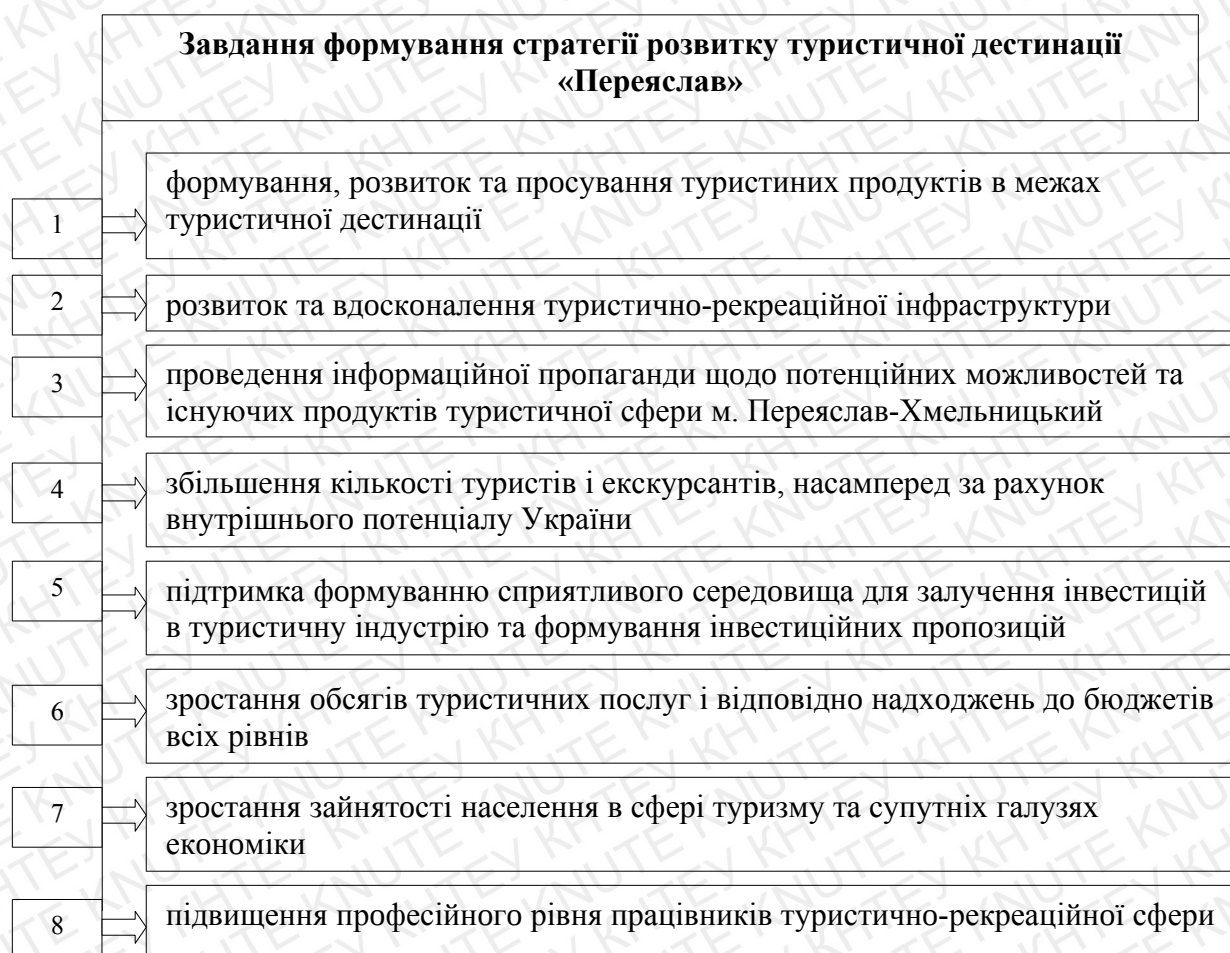 Завдання формування стратегії розвитку туристичної дестинації
«Переяслав»
1
формування, розвиток та просування туристиних продуктів в межах
туристичної дестинації
2
розвиток та вдосконалення туристично-рекреаційної інфраструктури
3
проведення інформаційної пропаганди щодо потенційних можливостей та
існуючих продуктів туристичної сфери м. Переяслав-Хмельницький
4
збільшення кількості туристів і екскурсантів, насамперед за рахунок
внутрішнього потенціалу України
5
підтримка формуванню сприятливого середовища для залучення інвестицій
в туристичну індустрію та формування інвестиційних пропозицій
6
зростання обсягів туристичних послуг і відповідно надходжень до бюджетів
всіх рівнів
7
зростання зайнятості населення в сфері туризму та супутніх галузях
економіки
8
підвищення професійного рівня працівників туристично-рекреаційної сфери